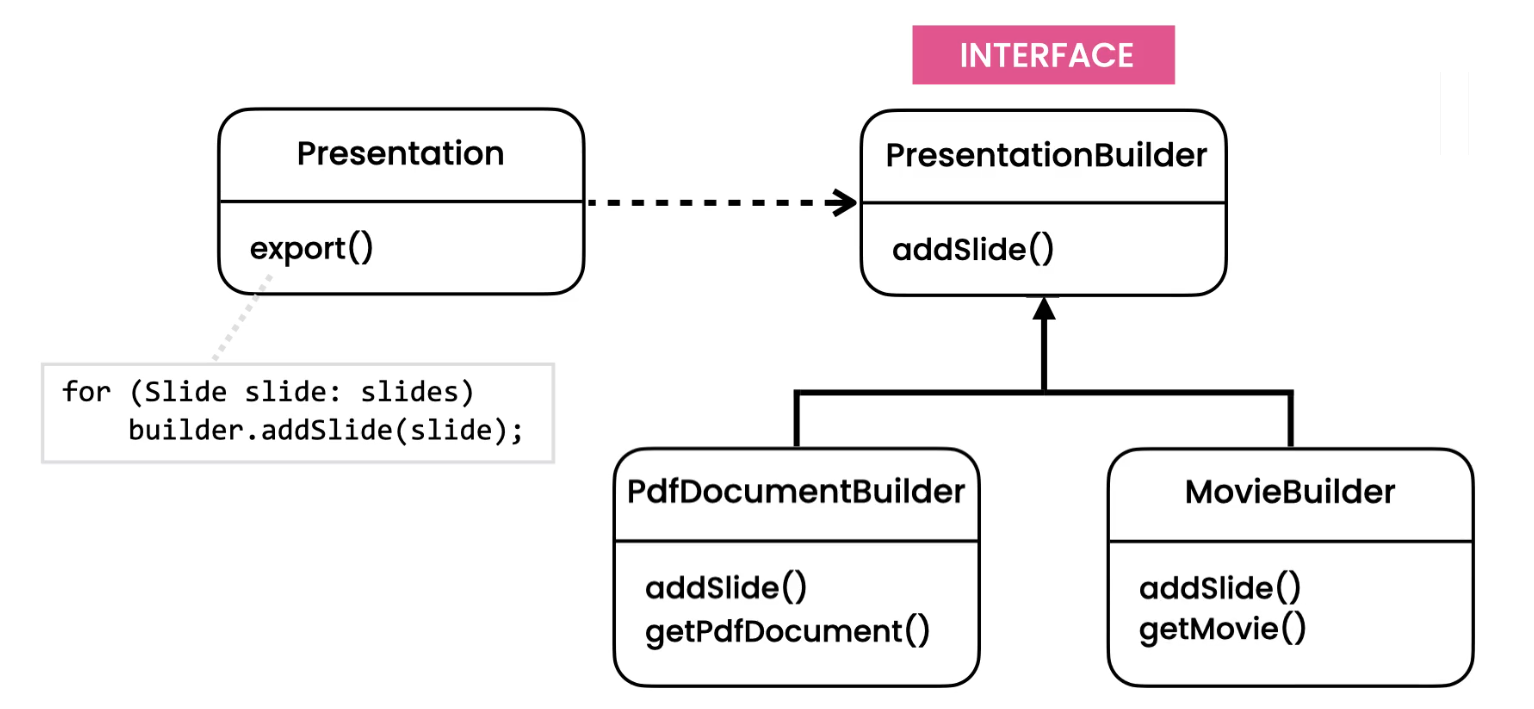 INTERFACE
Presentation
export()
for (Slide slide: slides)
    builder.addSlide(slide);
PresentationBuilder
addSlide()
PdfDocumentBuilder
addSlide()
getPdfDocument()
MovieBuilder
addSlide()
getMovie()